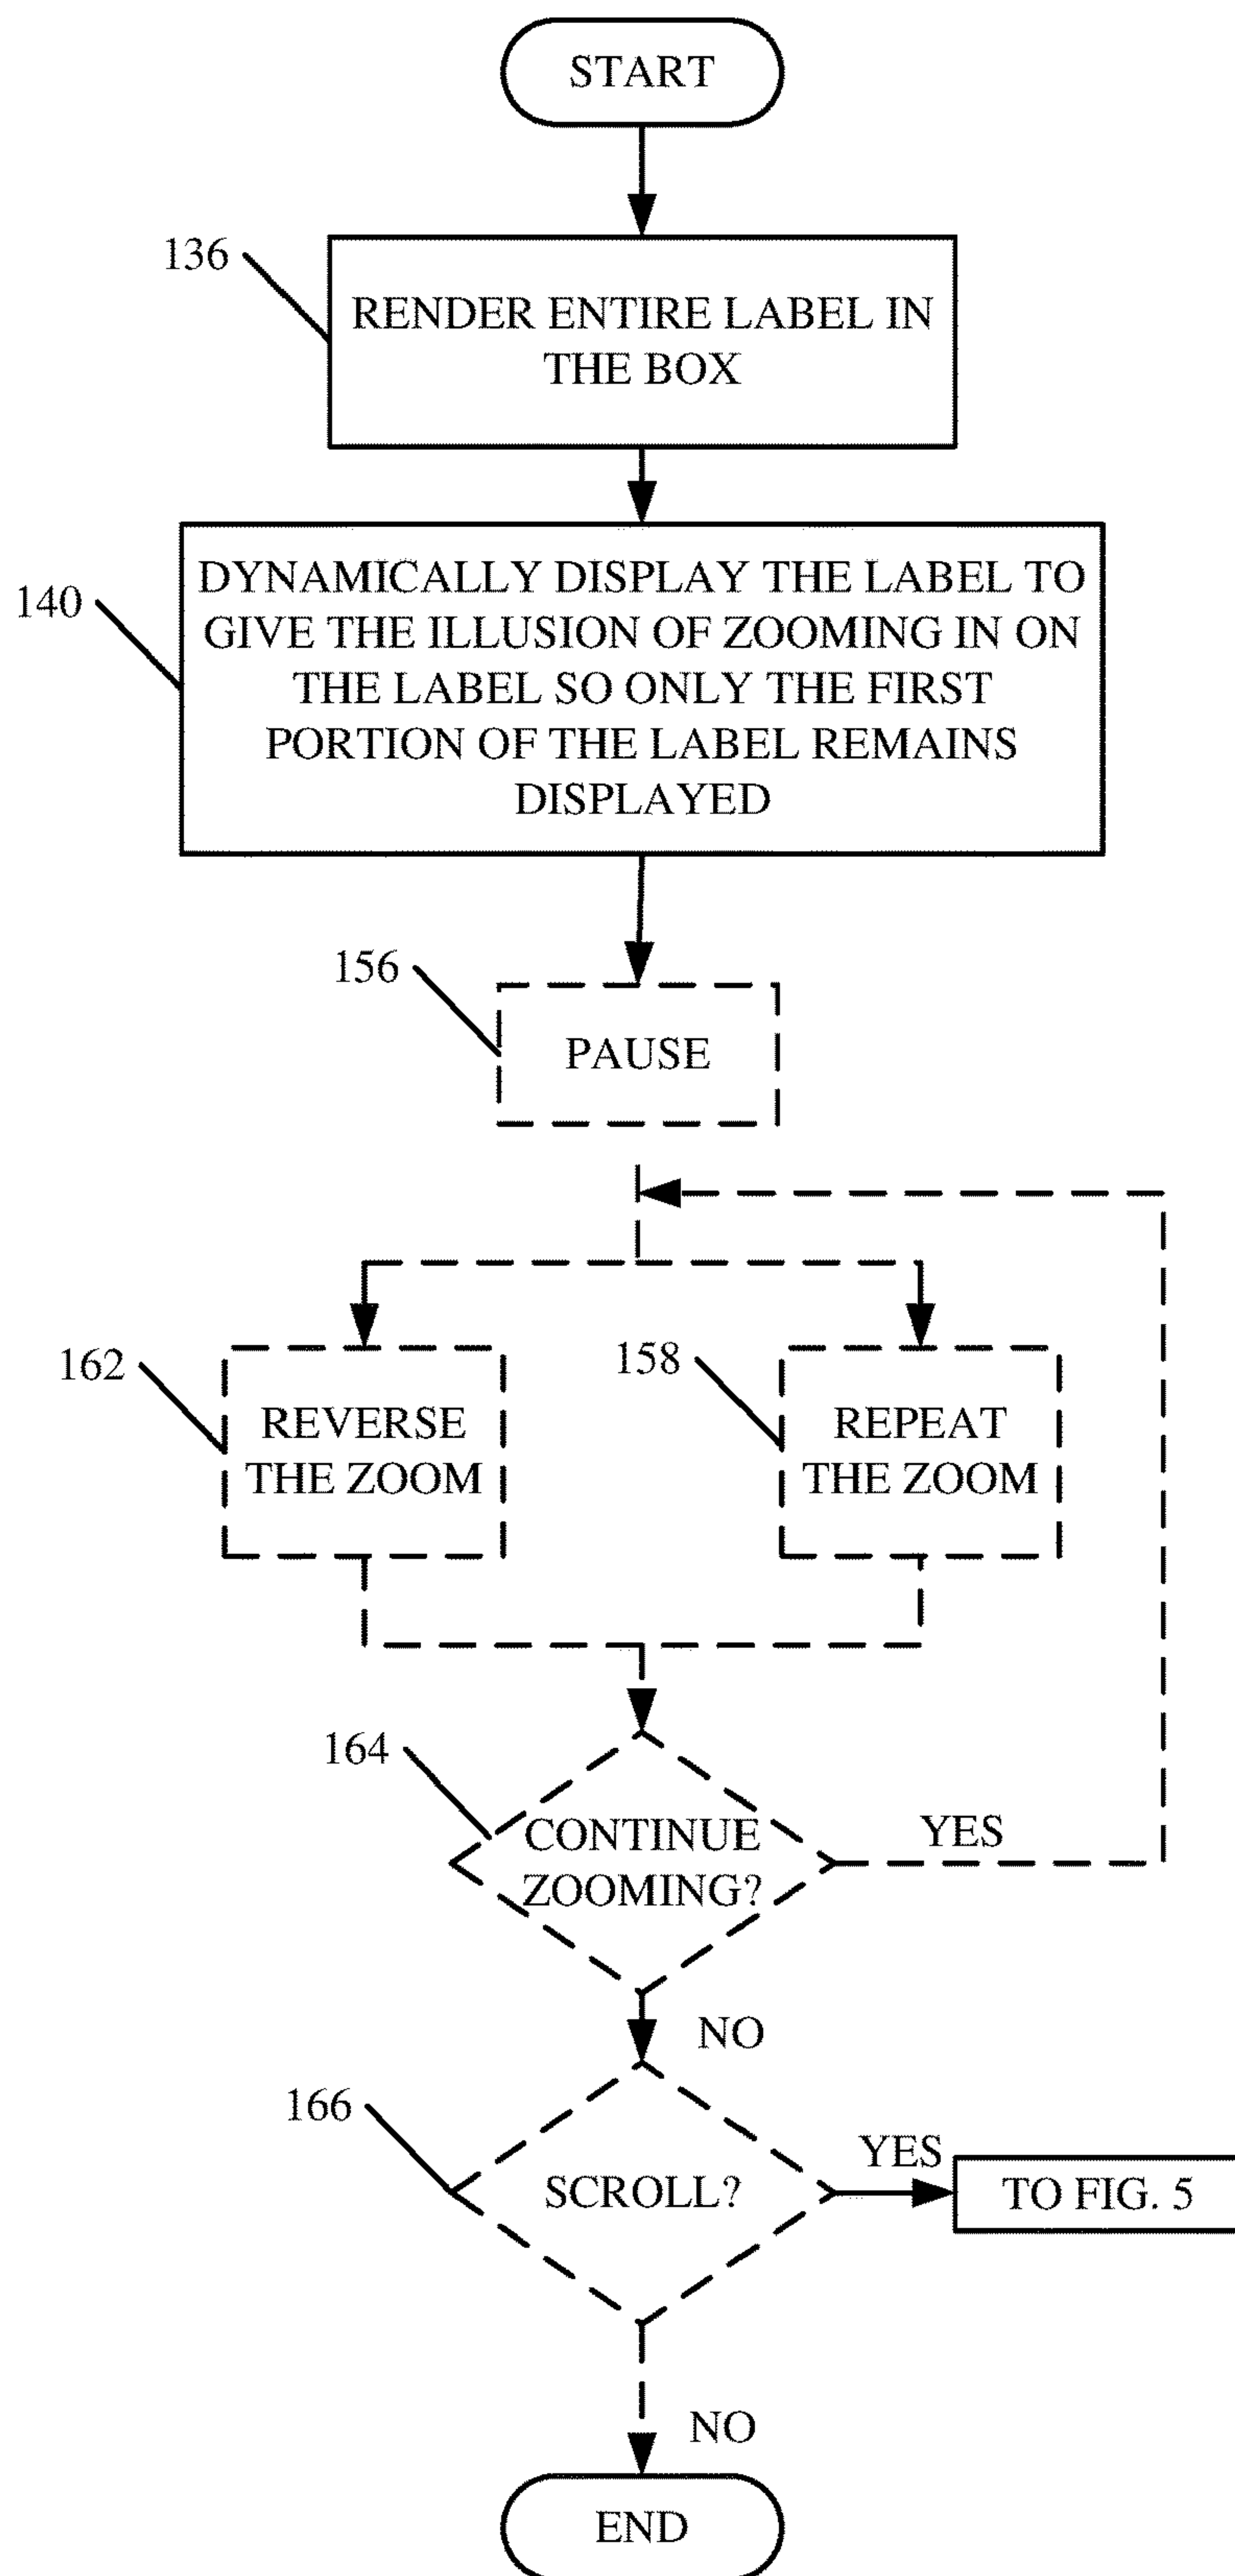 START
136
RENDER ENTIRE LABEL IN
THE BOX
140
DYNAMICALLY DISPLAY THE LABEL TO
GIVE THE ILLUSION OF ZOOMING IN ON
THE LABEL SO ONLY THE FIRST
PORTION OF THE LABEL REMAINS
DISPLAYED
156
PAUSE
162
REVERSE
THE ZOOM
158
REPEAT
THE ZOOM
164
CONTINUE
ZOOMING?
YES
NO
166
SCROLL?
YES
TO FIG. 5
NO
END